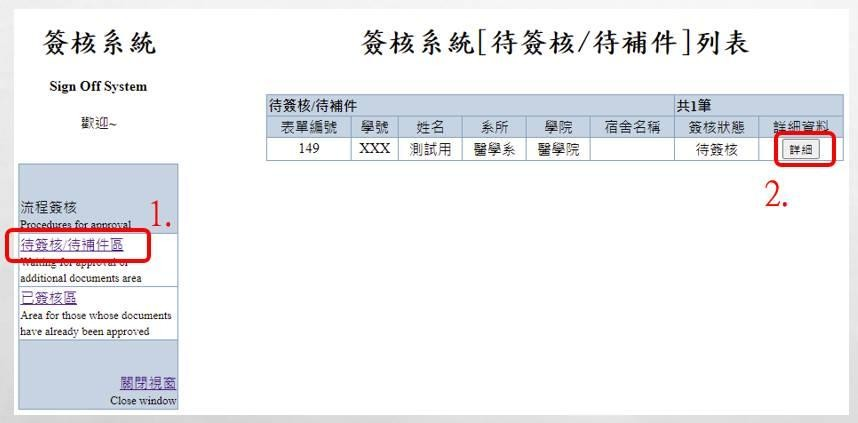 簽核系統
Sign Off System
歡迎~
流程簽核
Procedures for approval
1.
待簽核/待補件區
Waiting for approval or
additional documents area
已簽核區
Area for those whose documents
have already been approved
關閉視窗
Close window
簽核系統[待簽核/待補件]列表
待簽核/待補件 共1筆
表單編號 學號 姓名 系所 學院 宿舍名稱 簽核狀態 詳細資料
149 XXX 測試用 醫學系 醫學院 待簽核 詳細
2.